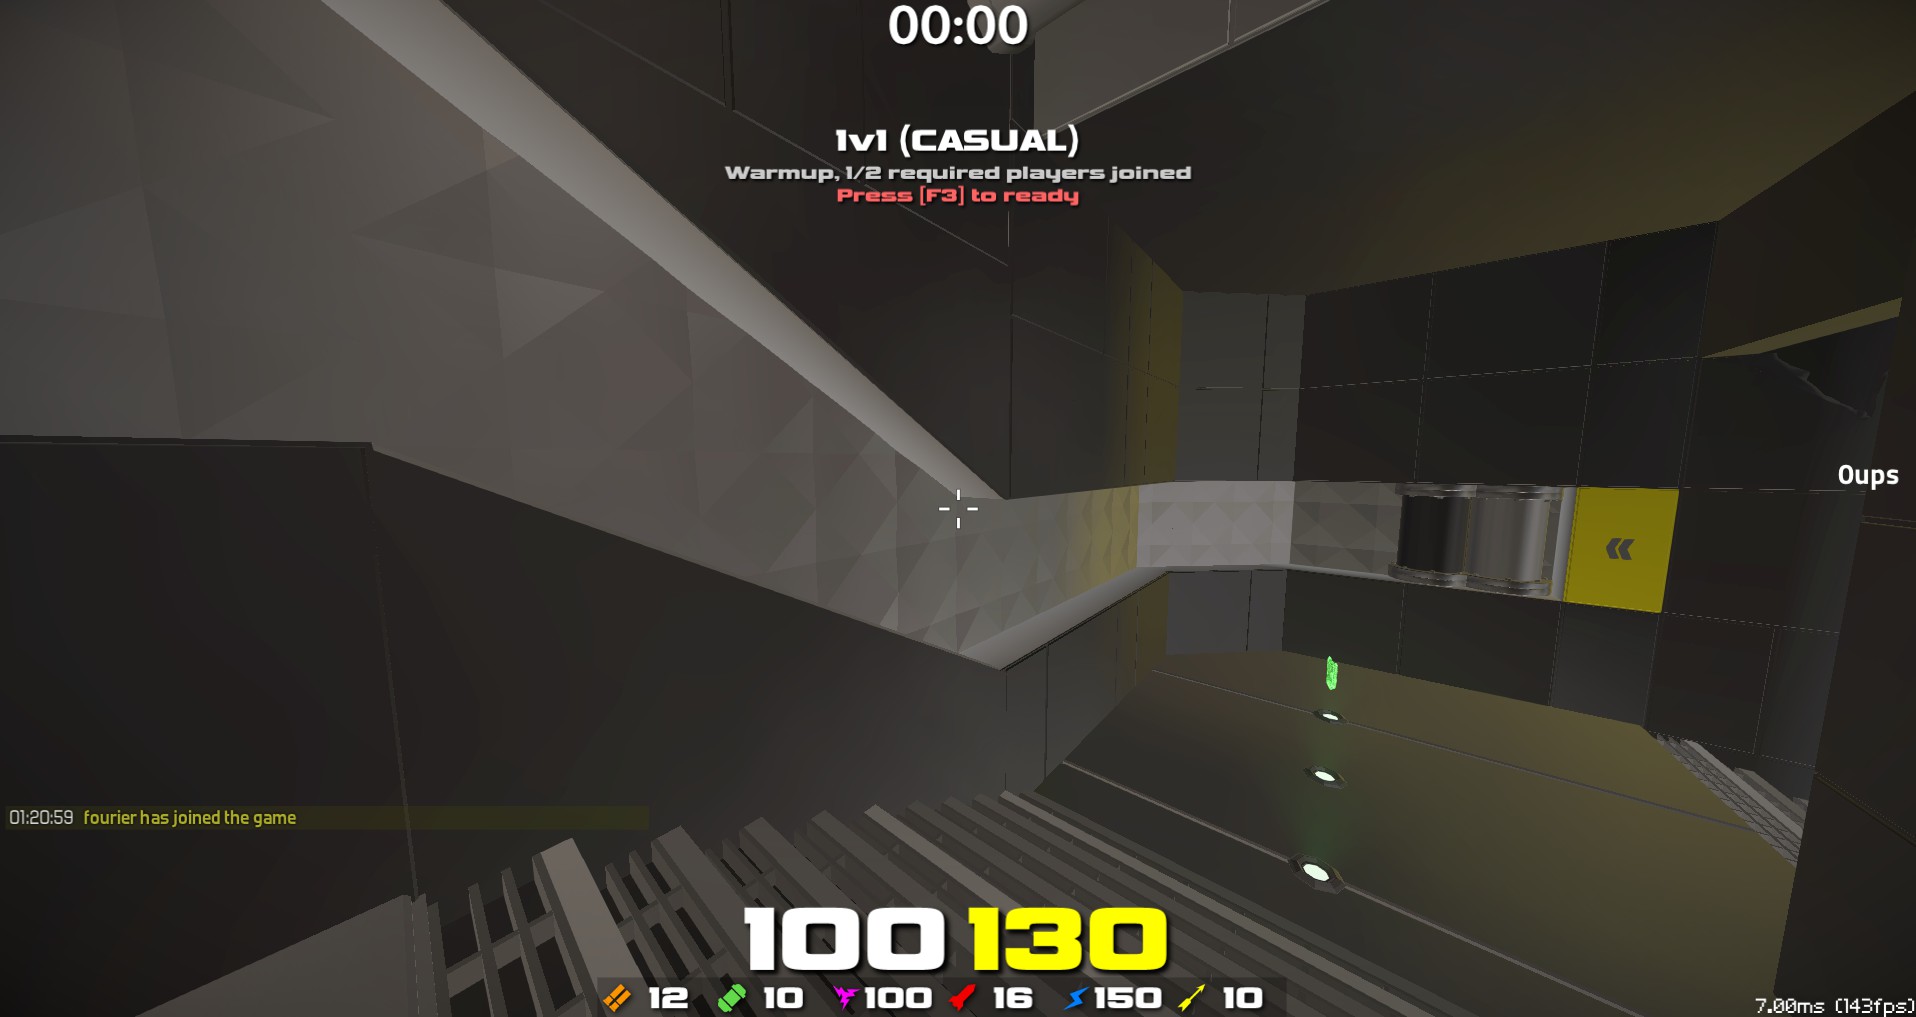 00:00
1v1 (CASUAL)
Warmup, 1/2 required players joined
Press [F3] to ready
Oups
01:20:59 fourier has joined the game
100 130
12 10 100 16 150 10
7.00ms (143fps)